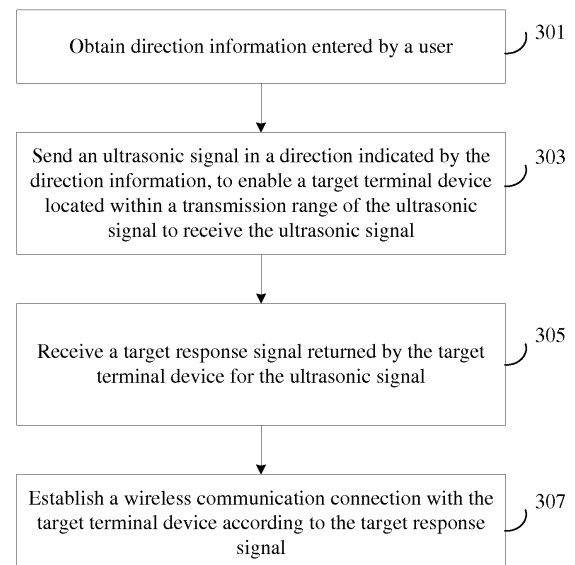 Obtain direction information entered by a user
301
Send an ultrasonic signal in a direction indicated by the
direction information, to enable a target terminal device
located within a transmission range of the ultrasonic
signal to receive the ultrasonic signal
303
Receive a target response signal returned by the target
terminal device for the ultrasonic signal
305
Establish a wireless communication connection with the
target terminal device according to the target response
signal
307